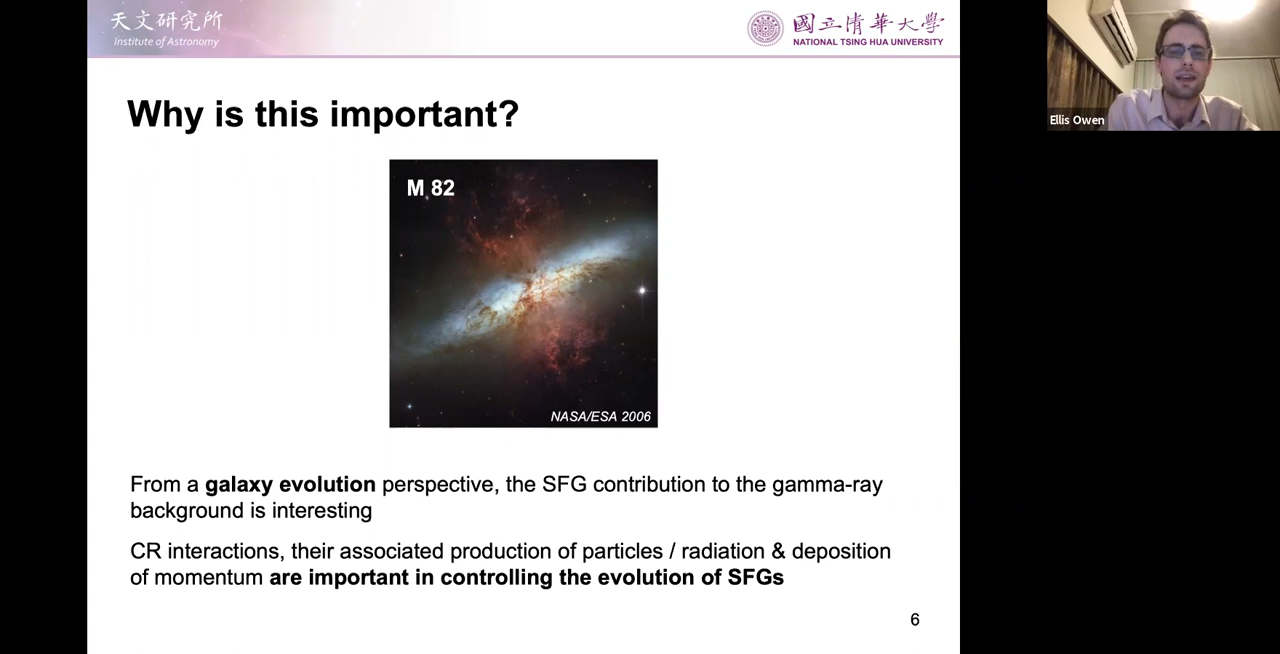 天文研究所
Institute of Astronomy
國立清華大學
NATIONAL TSING HUA UNIVERSITY
Ellis Owen
Why is this important?
M 82
NASA/ESA 2006
From a galaxy evolution perspective, the SFG contribution to the gamma-ray
background is interesting
CR interactions, their associated production of particles / radiation & deposition
of momentum are important in controlling the evolution of SFGs
6